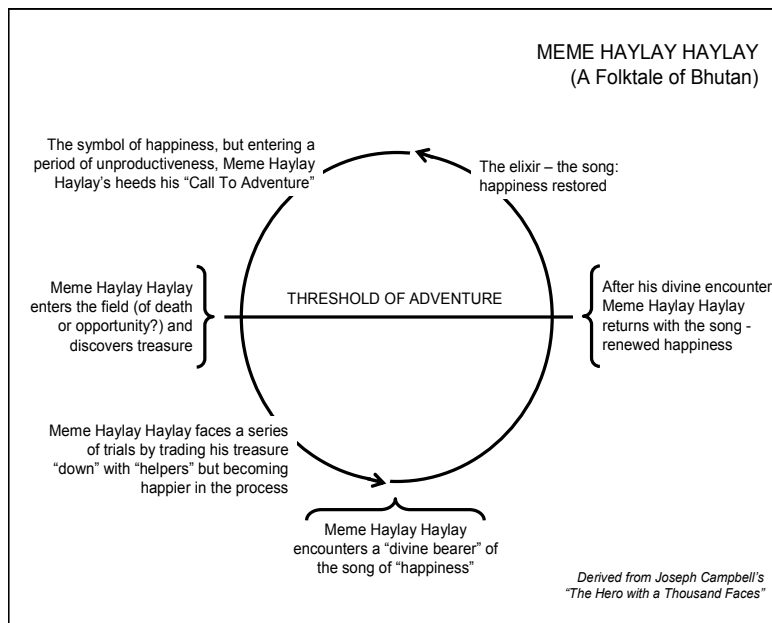 MEME HAYLAY HAYLAY
(A Folktale of Bhutan)
The symbol of happiness, but entering a
period of unproductiveness, Meme Haylay
Haylay’s heeds his “Call To Adventure”
The elixir – the song:
happiness restored
Meme Haylay Haylay
enters the field (of death
or opportunity?) and
discovers treasure
THRESHOLD OF ADVENTURE
After his divine encounter
Meme Haylay Haylay
returns with the song -
renewed happiness
Meme Haylay Haylay faces a series
of trials by trading his treasure
“down” with “helpers” but becoming
happier in the process
Meme Haylay Haylay
encounters a “divine bearer” of
the song of “happiness”
Derived from Joseph Campbell’s
“The Hero with a Thousand Faces”